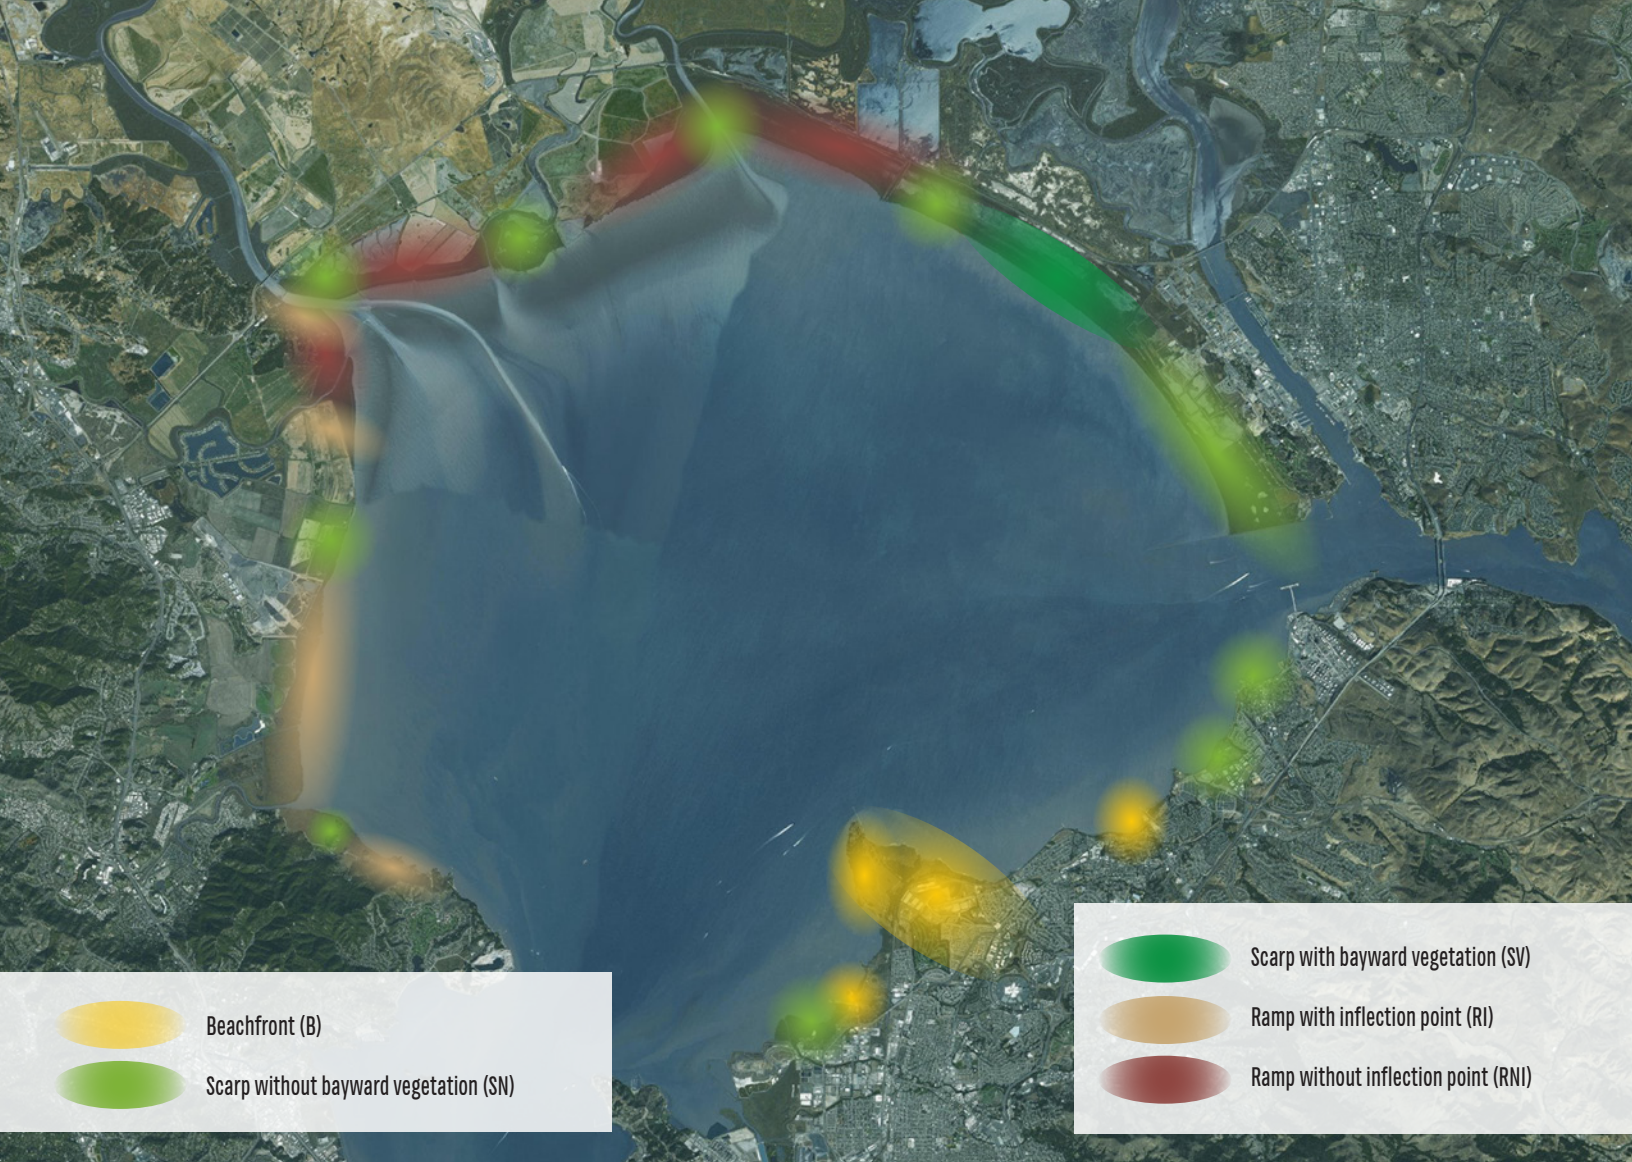 Beachfront (B)
Scarp without bayward vegetation (SN)
Scarp with bayward vegetation (SV)
Ramp with inflection point (RI)
Ramp without inflection point (RNI)